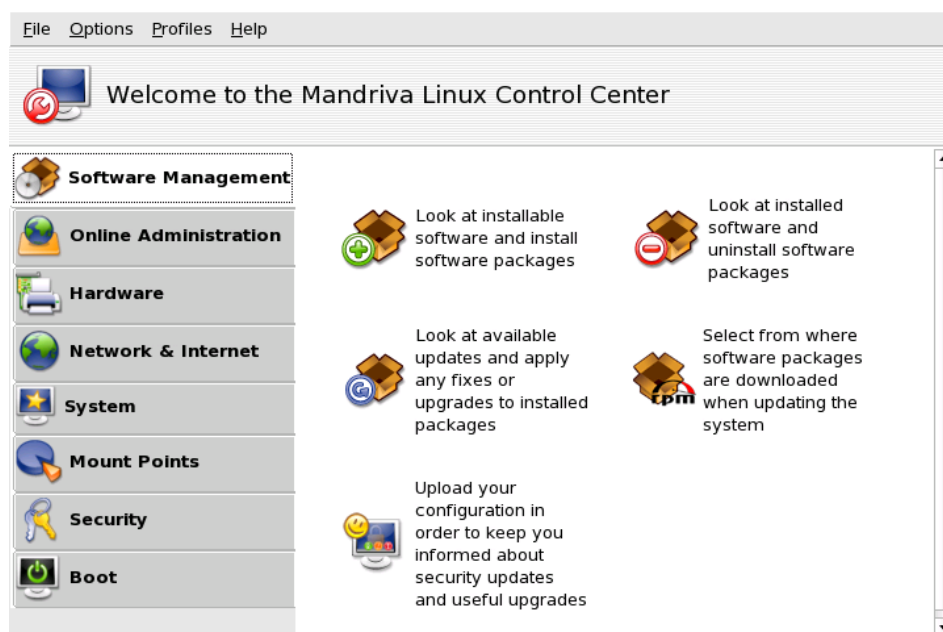 File Options Profiles Help
Welcome to the Mandriva Linux Control Center
Software Management
Online Administration
Hardware
Network & Internet
System
Mount Points
Security
Boot
Look at installable
software and install
software packages
Look at installed
software and
uninstall software
packages
Look at available
updates and apply
any fixes or
upgrades to installed
packages
Select from where
software packages
are downloaded
when updating the
system
rpm
Upload your
configuration in
order to keep you
informed about
security updates
and useful upgrades